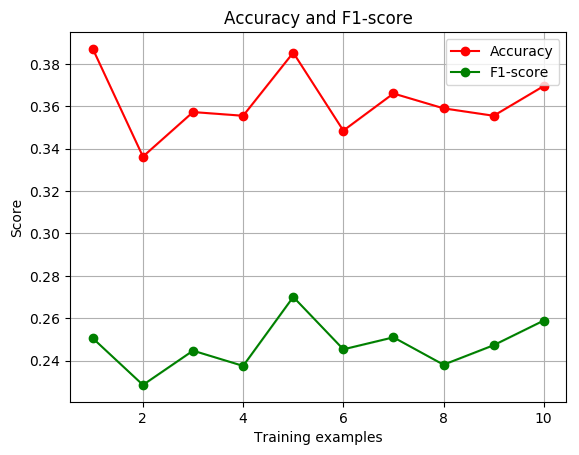 Accuracy and F1-score
Accuracy
F1-score
Score
0.38
0.36
0.34
0.32
0.30
0.28
0.26
0.24
2 4 6 8 10
Training examples